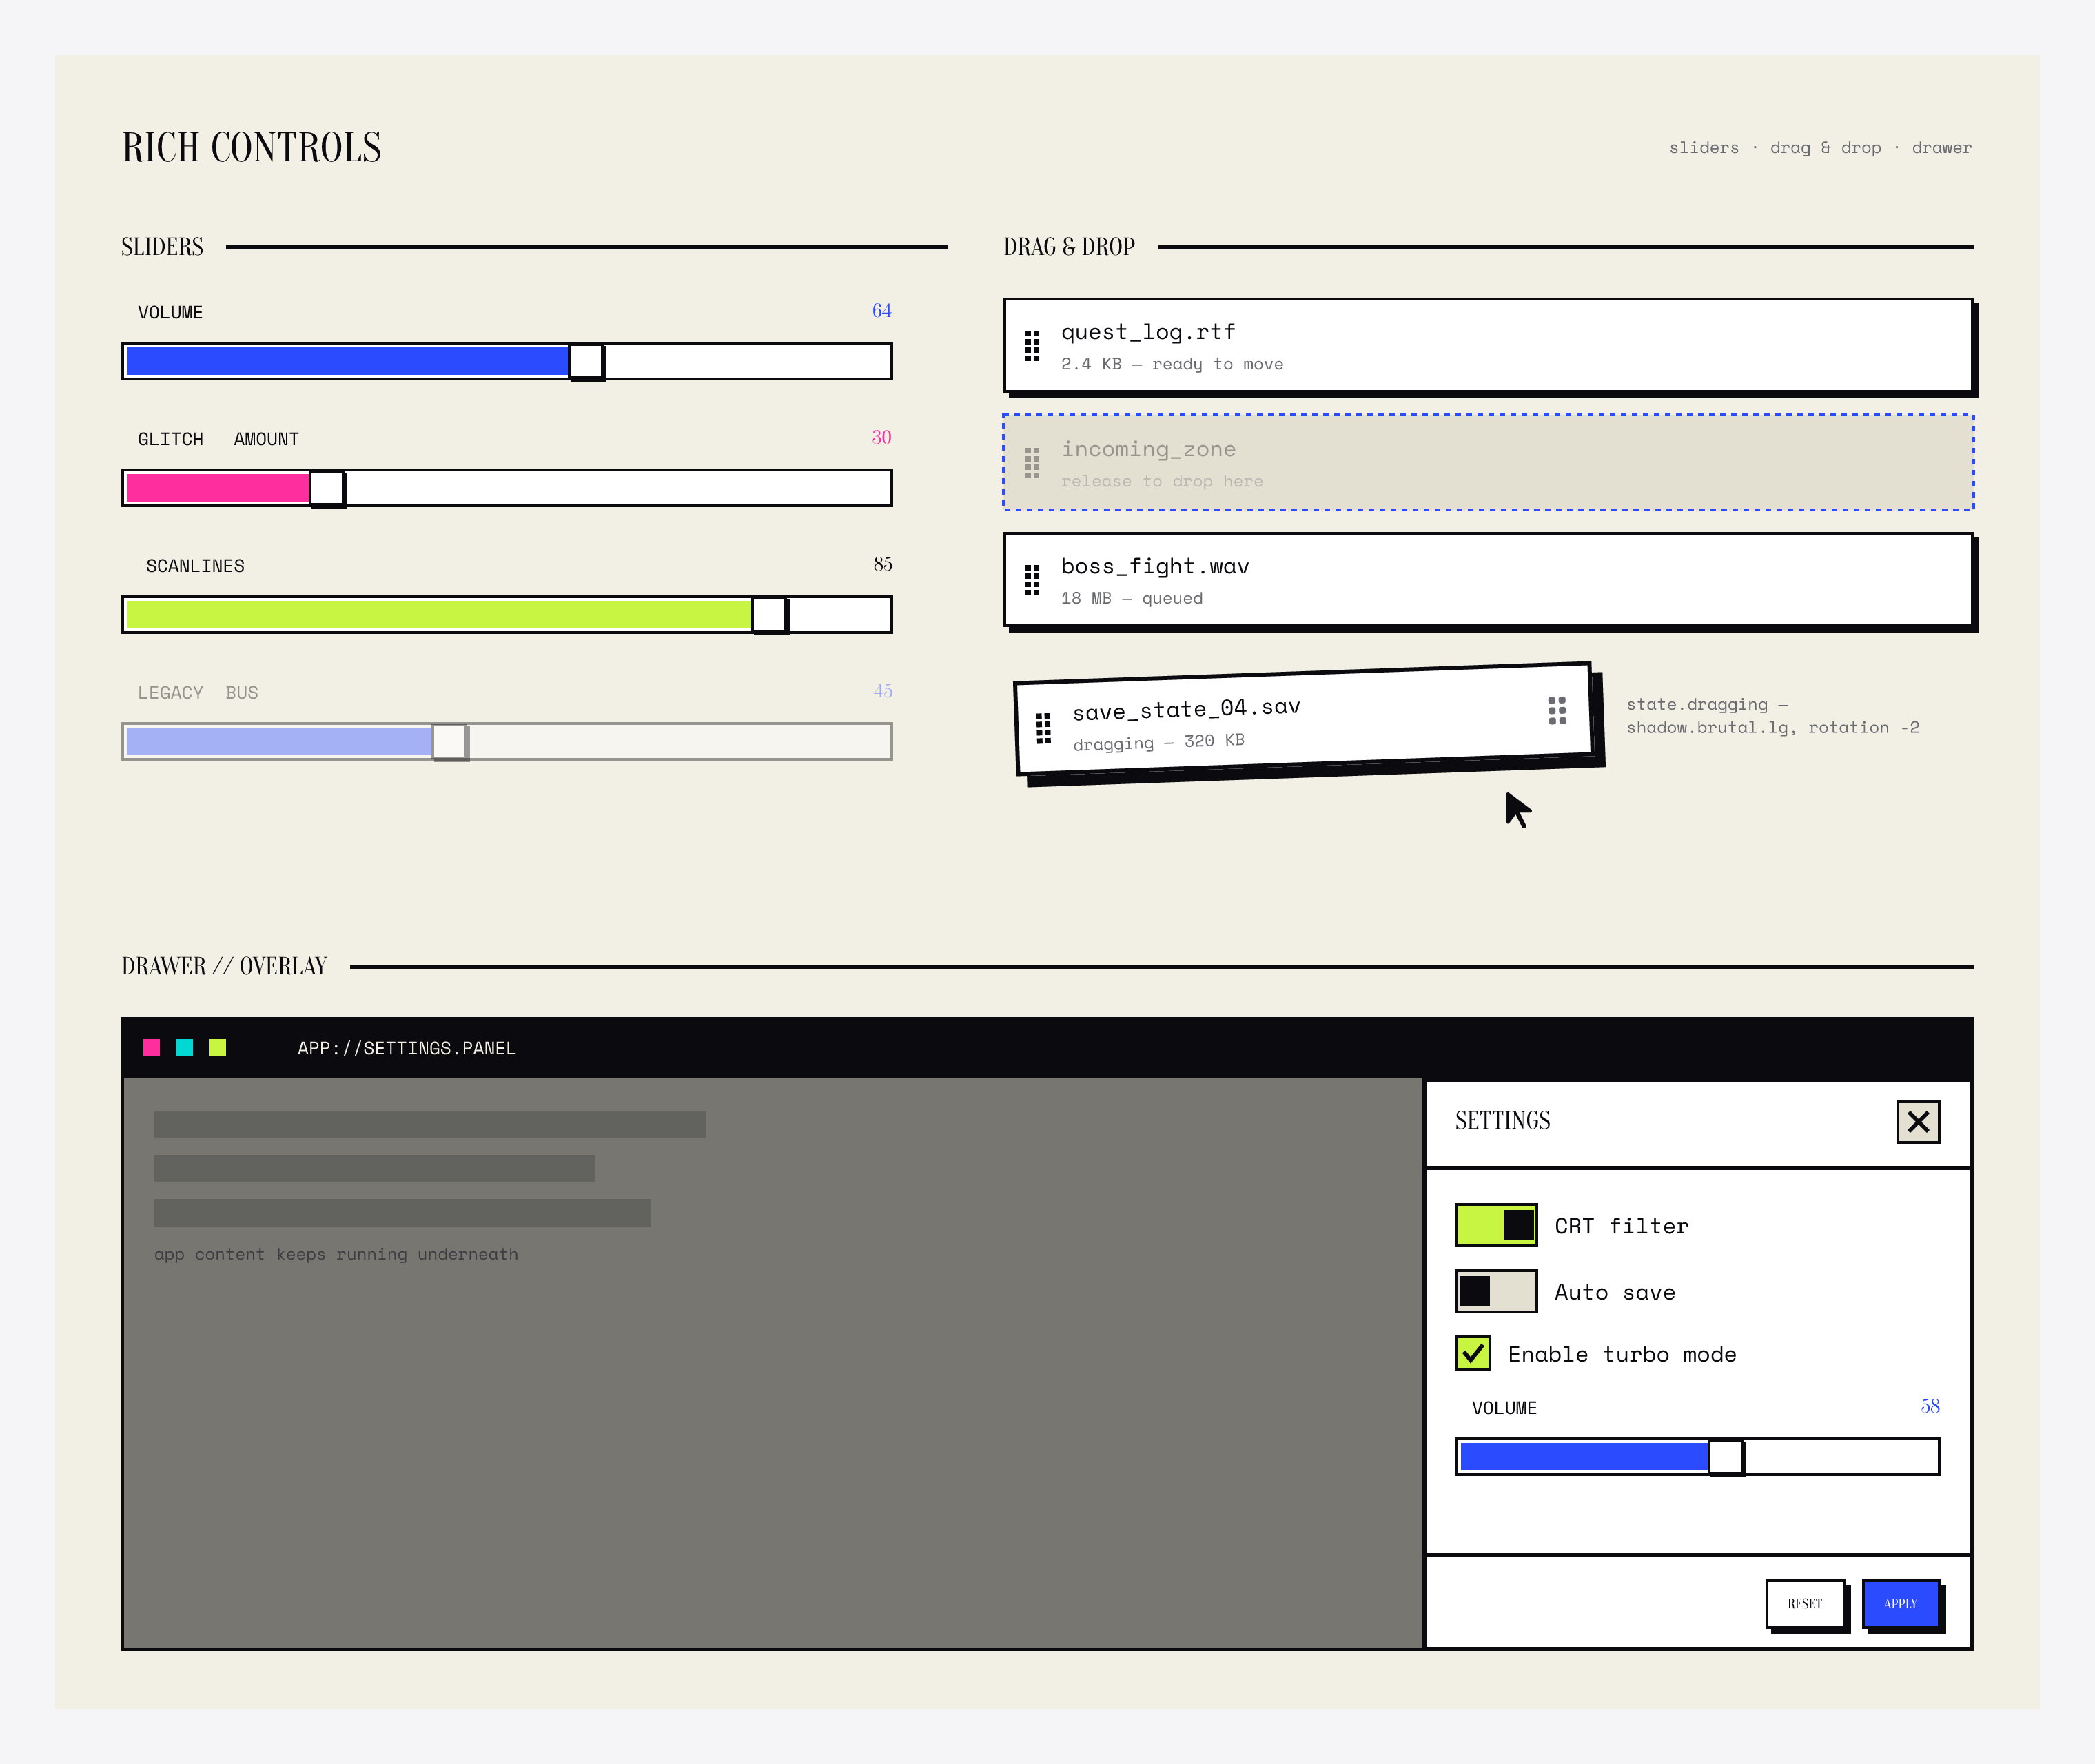 RICH CONTROLS
sliders · drag & drop · drawer
SLIDERS
VOLUME
64
GLITCH AMOUNT
30
SCANLINES
85
LEGACY BUS
45
DRAG & DROP
quest_log.rtf
2.4 KB — ready to move
incoming_zone
release to drop here
boss_fight.wav
18 MB — queued
save_state_04.sav
dragging — 320 KB
state.dragging —
shadow.brutal.lg, rotation -2
DRAWER // OVERLAY
APP://SETTINGS.PANEL
app content keeps running underneath
SETTINGS
CRT filter
Auto save
Enable turbo mode
VOLUME
58
RESET
APPLY